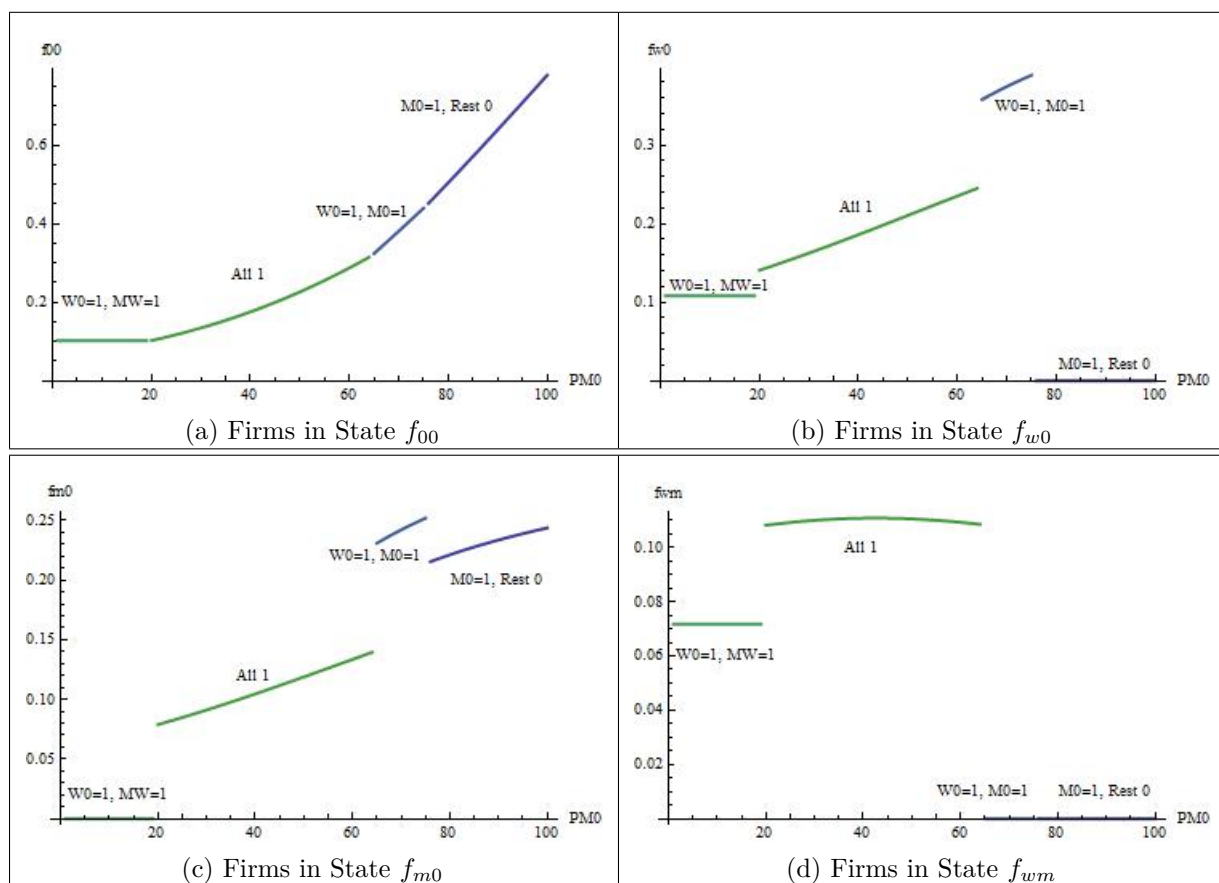 f00
M0=1, Rest 0
0.6
W0=1, M0=1
0.4
All 1
W0=1, MW=1
0.2
PM0
20 40 60 80 100
(a) Firms in State f00
fw0
W0=1, M0=1
0.3
All 1
0.2
W0=1, MW=1
0.1
M0=1, Rest 0
PM0
20 40 60 80 100
(b) Firms in State fw0
fm0
0.25
W0=1, M0=1
0.20
M0=1, Rest 0
0.15
All 1
0.10
0.05
W0=1, MW=1
PM0
20 40 60 80 100
(c) Firms in State fm0
fwm
0.10
All 1
0.08
0.06
W0=1, MW=1
0.04
0.02
W0=1, M0=1 M0=1, Rest 0
PM0
20 40 60 80 100
(d) Firms in State fwm